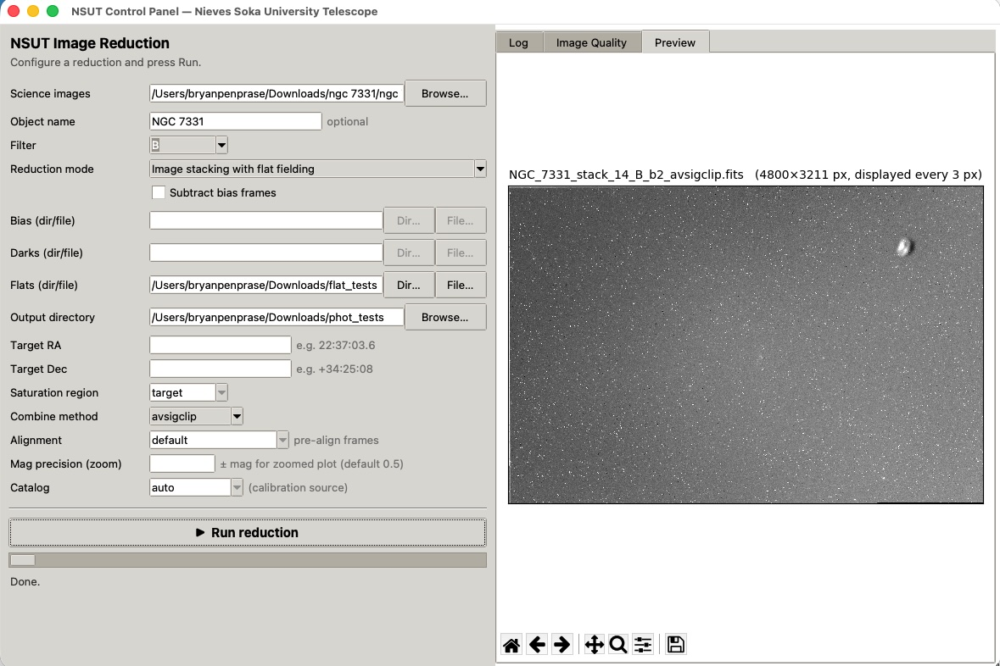 NSUT Control Panel — Nieves Soka University Telescope
NSUT Image Reduction
Configure a reduction and press Run.
Science images
/Users/bryanpenprase/Downloads/ngc 7331/ngc
Browse...
Object name
NGC 7331
optional
Filter
B
Reduction mode
Image stacking with flat fielding
Subtract bias frames
Bias (dir/file)
Dir...
File...
Darks (dir/file)
Dir...
File...
Flats (dir/file)
/Users/bryanpenprase/Downloads/flat_tests
Dir...
File...
Output directory
/Users/bryanpenprase/Downloads/phot_tests
Browse...
Target RA
e.g. 22:37:03.6
Target Dec
e.g. +34:25:08
Saturation region
target
Combine method
avsigclip
Alignment
default
pre-align frames
Mag precision (zoom)
± mag for zoomed plot (default 0.5)
Catalog
auto
(calibration source)
Run reduction
Done.
Log
Image Quality
Preview
NGC_7331_stack_14_B_b2_avsigclip.fits (4800×3211 px, displayed every 3 px)